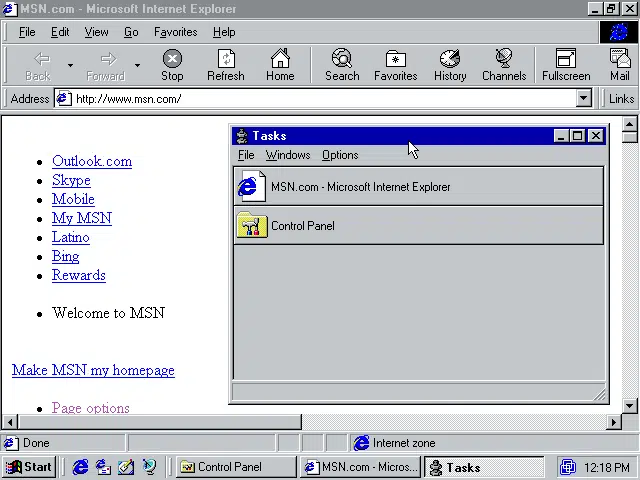 MSN.com - Microsoft Internet Explorer
File Edit View Go Favorites Help
Back Forward Stop Refresh Home Search Favorites History Channels Fullscreen Mail
Address http://www.msn.com/ Links
Outlook.com
Skype
Mobile
My MSN
Latino
Bing
Rewards
Welcome to MSN
Make MSN my homepage
Page options
Tasks
File Windows Options
MSN.com - Microsoft Internet Explorer
Control Panel
Done Internet zone
Start Control Panel MSN.com - Micros... Tasks 12:18 PM